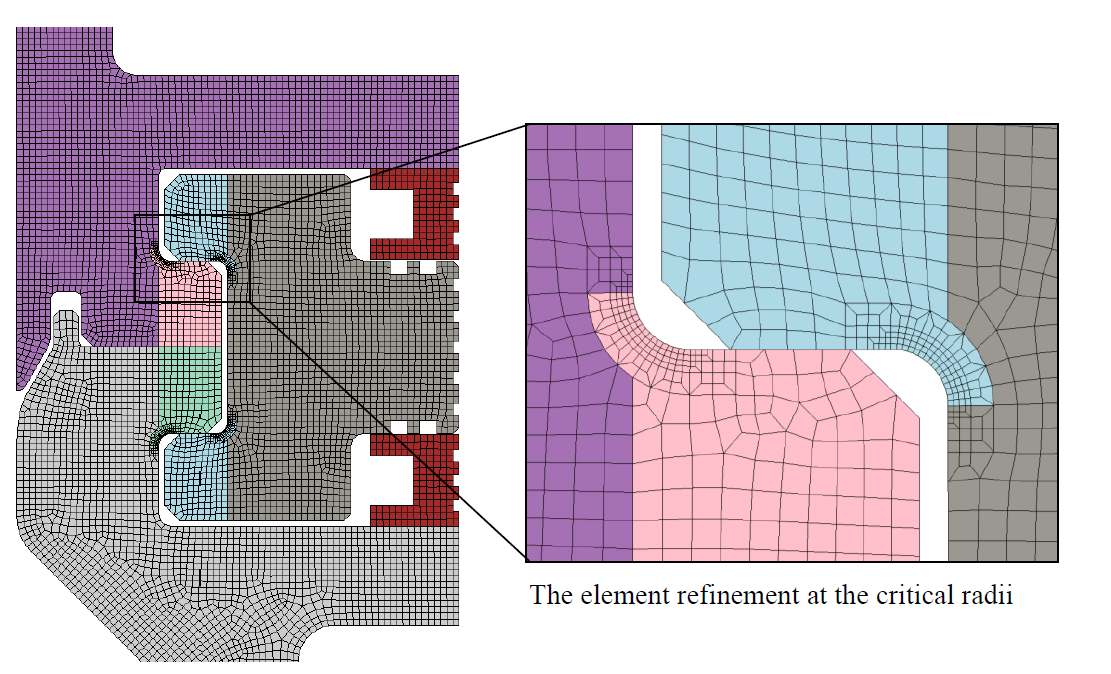 The element refinement at the critical radii